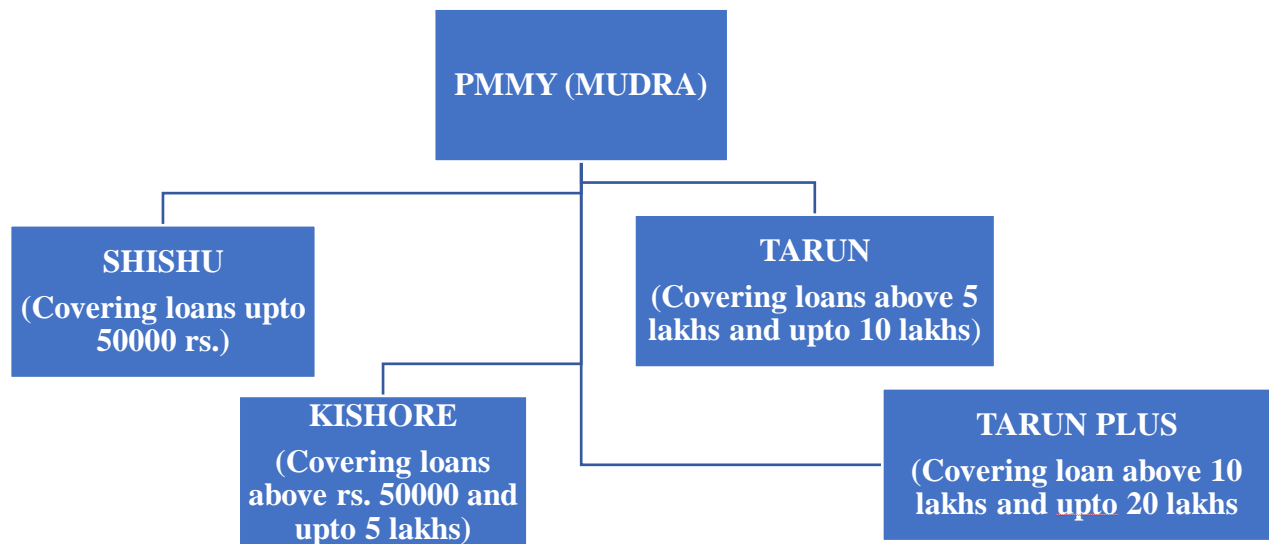 PMMY (MUDRA)
SHISHU
(Covering loans upto
50000 rs.)
TARUN
(Covering loans above 5
lakhs and upto 10 lakhs)
KISHORE
(Covering loans
above rs. 50000 and
upto 5 lakhs)
TARUN PLUS
(Covering loan above 10
lakhs and upto 20 lakhs